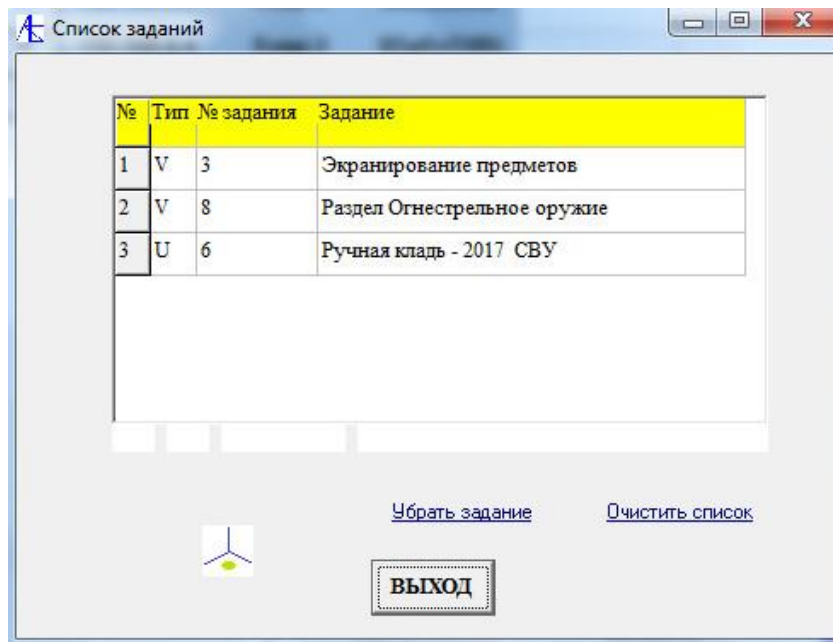 Список заданий
№ Тип № задания Задание
1 V 3 Экранирование предметов
2 V 8 Раздел Огнестрельное оружие
3 U 6 Ручная кладь - 2017 СВУ
Убрать задание Очистить список
ВЫХОД